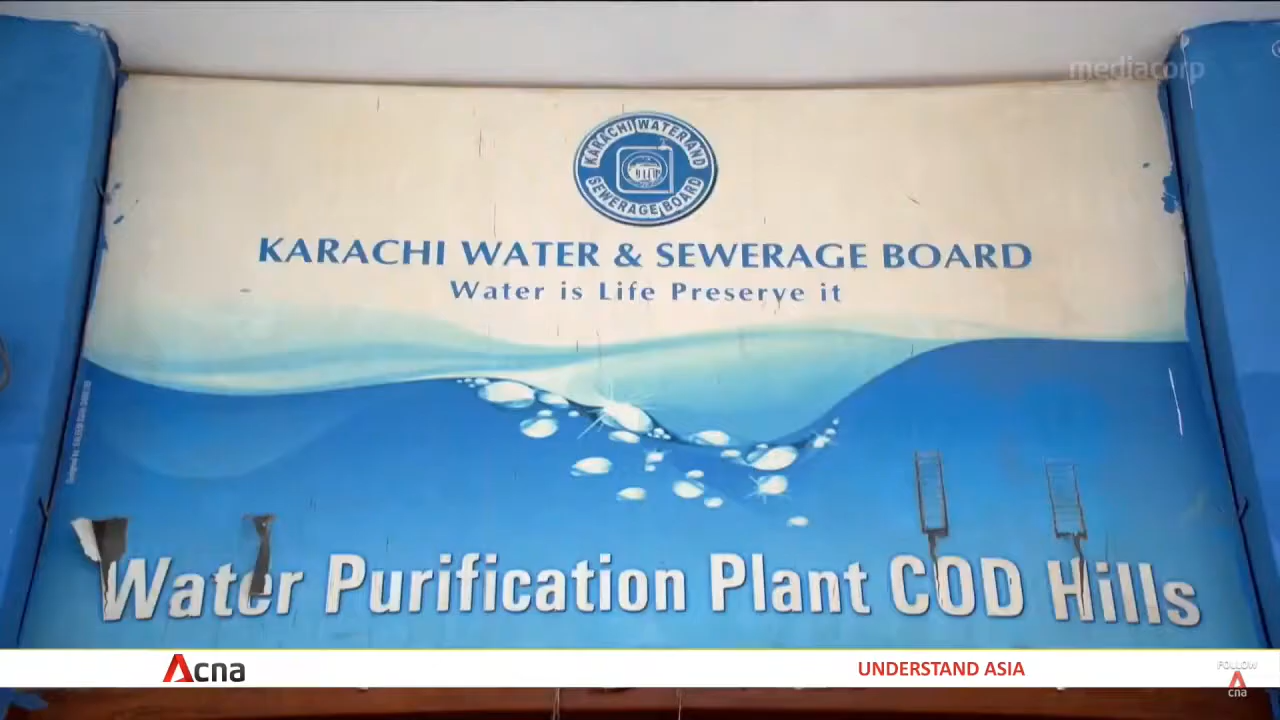 mediacorp
KARACHI WATER AND
SEWERAGE BOARD
KARACHI WATER & SEWERAGE BOARD
Water is Life Preserve it
Water Purification Plant COD Hills
cna
UNDERSTAND ASIA
FOLLOW
cna